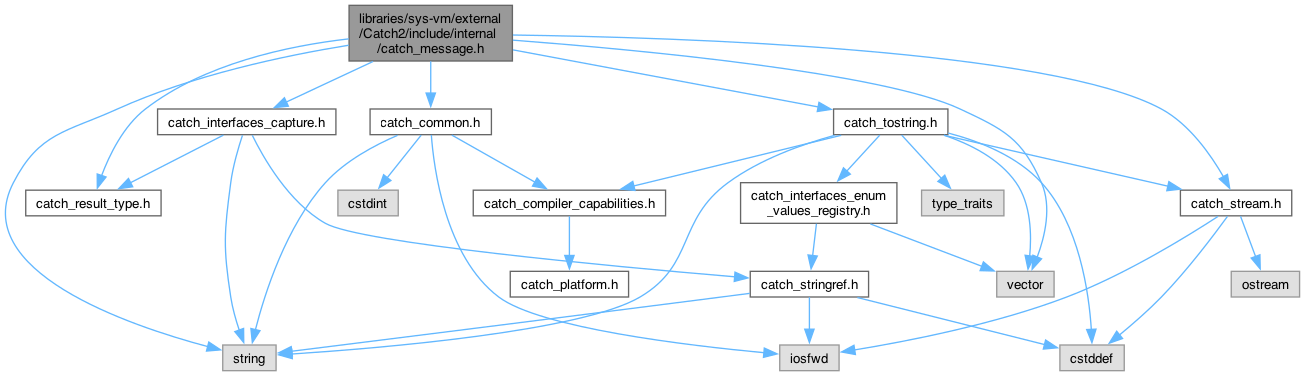 libraries/sys-vm/external
/Catch2/include/internal
/catch_message.h
catch_interfaces_capture.h
catch_common.h
catch_tostring.h
catch_result_type.h
cstdint
catch_compiler_capabilities.h
catch_interfaces_enum
_values_registry.h
type_traits
catch_stream.h
catch_platform.h
catch_stringref.h
vector
ostream
string
iosfwd
cstddef